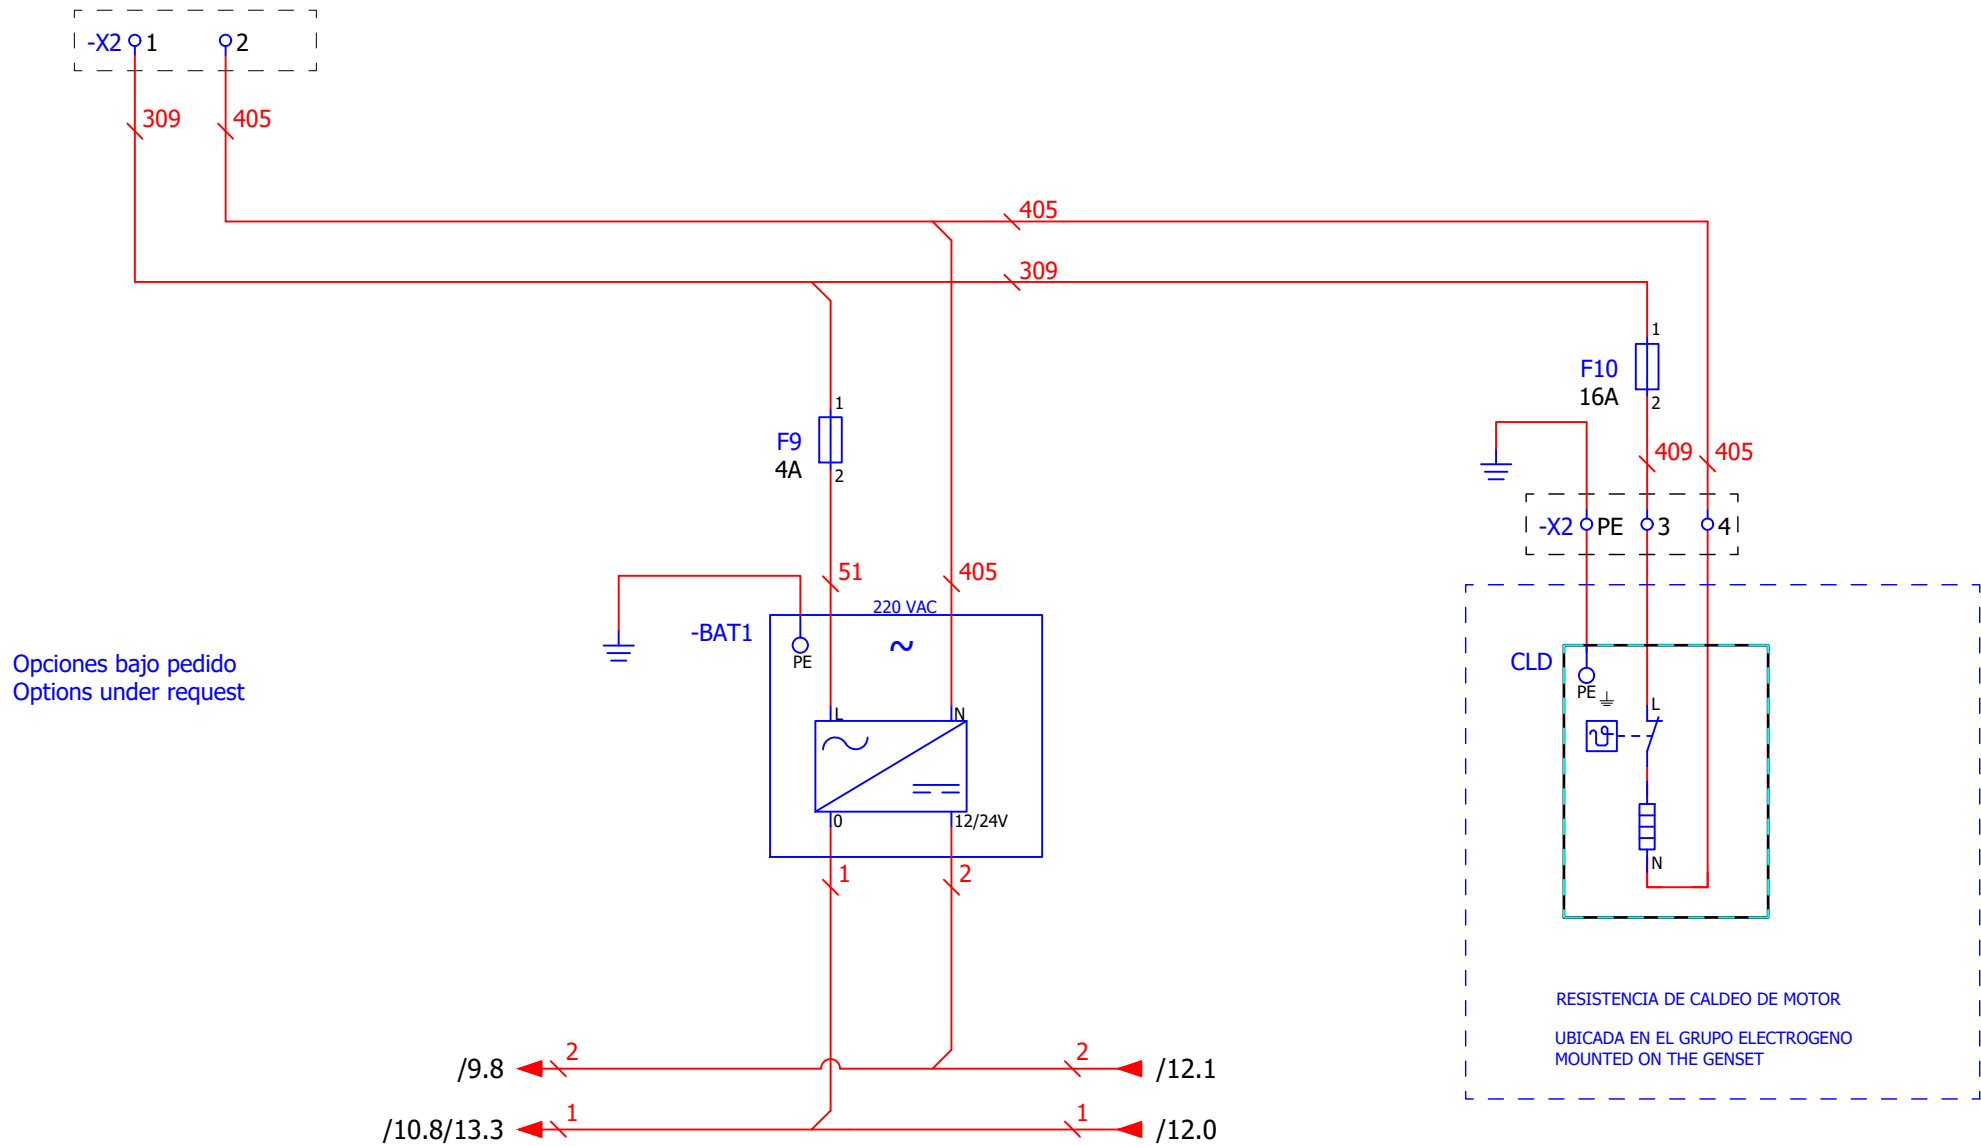 -X2 1 2
309 405
405
309
1
F10
16A
2
1
F9
4A
2
409 405
-X2 PE 3 4
51 405
220 VAC
-BAT1
~
PE
Opciones bajo pedido
Options under request
CLD
PE
L N
L
ϑ
0 12/24V
N
1 2
RESISTENCIA DE CALDEO DE MOTOR
UBICADA EN EL GRUPO ELECTROGENO
MOUNTED ON THE GENSET
/9.8 2 2 /12.1
/10.8/13.3 1 1 /12.0